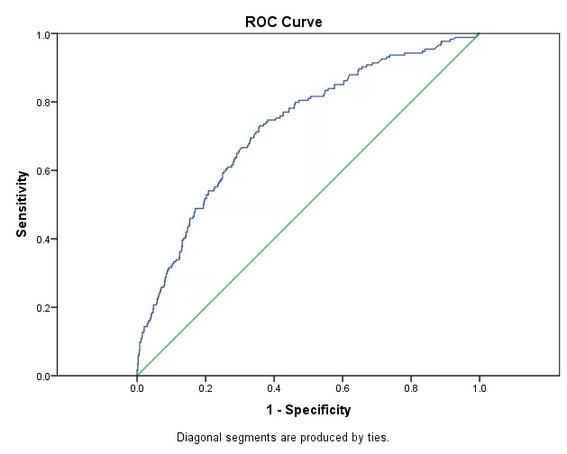 ROC Curve
1.0
0.8
0.6
0.4
0.2
0.0
Sensitivity
0.0 0.2 0.4 0.6 0.8 1.0
1 - Specificity
Diagonal segments are produced by ties.